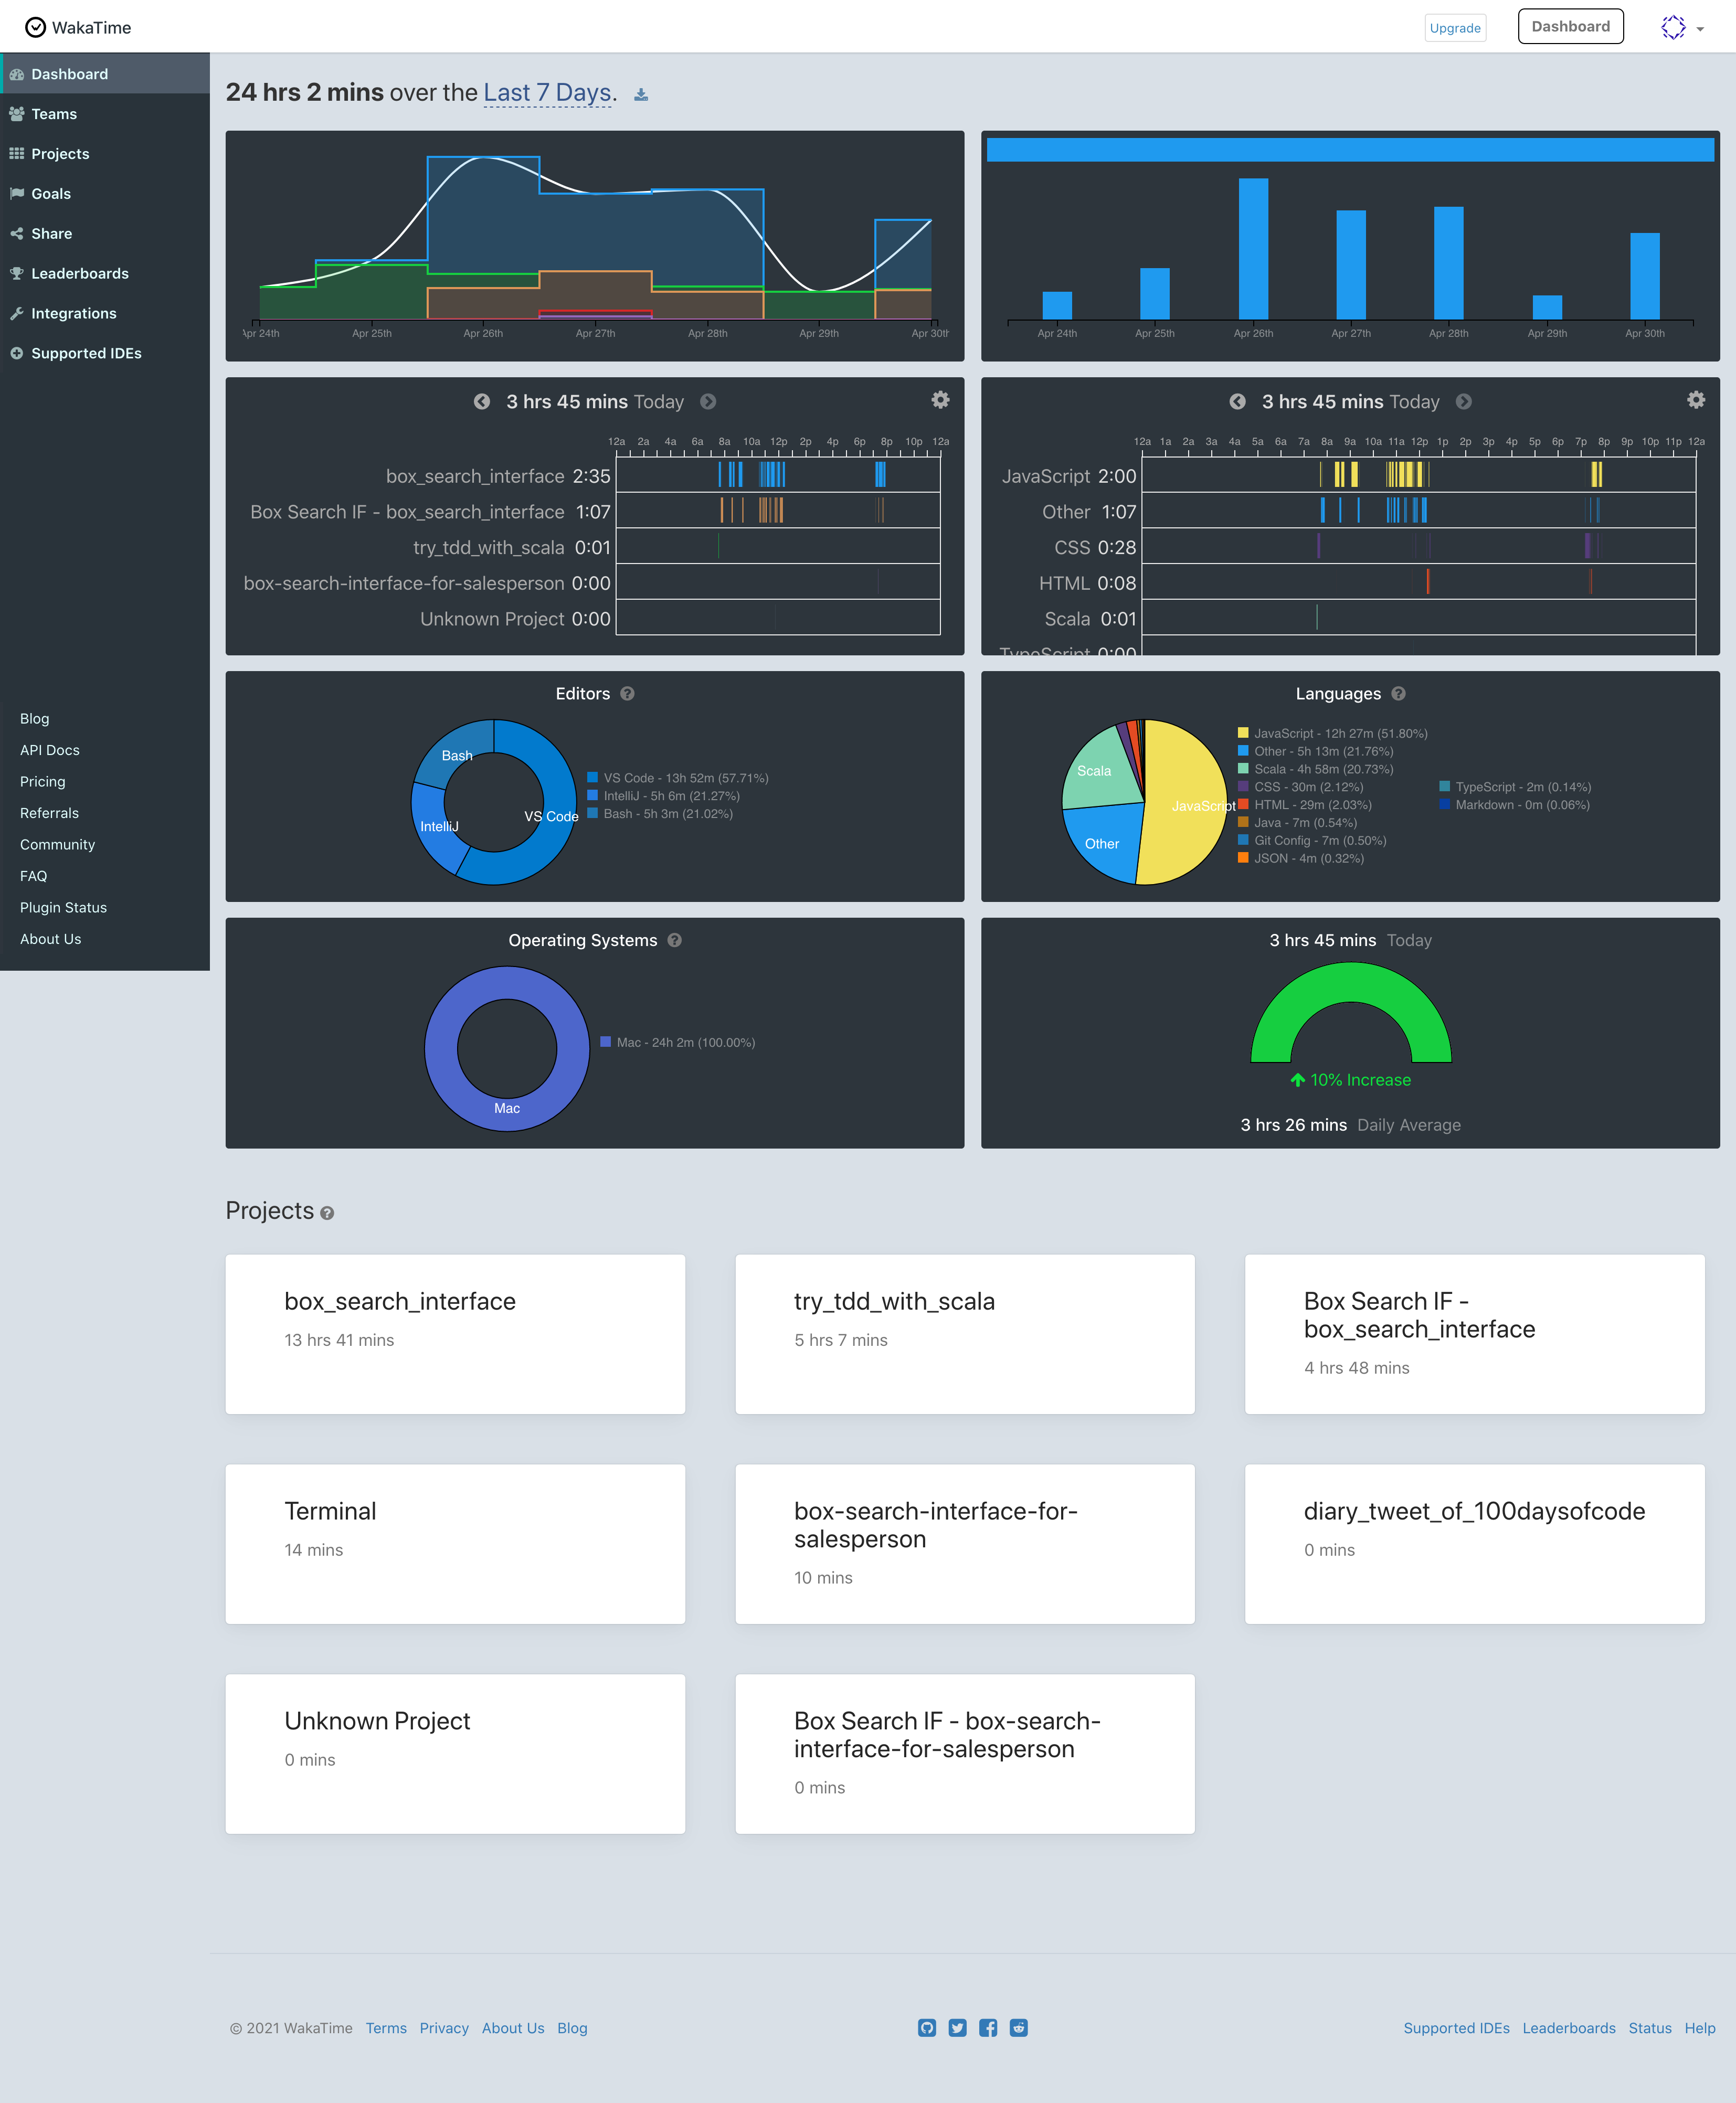 WakaTime
Upgrade
Dashboard
Dashboard
Teams
Projects
Goals
Share
Leaderboards
Integrations
Supported IDEs
Blog
API Docs
Pricing
Referrals
Community
FAQ
Plugin Status
About Us
24 hrs 2 mins over the Last 7 Days.
Apr 24th Apr 25th Apr 26th Apr 27th Apr 28th Apr 29th Apr 30th
Apr 24th Apr 25th Apr 26th Apr 27th Apr 28th Apr 29th Apr 30th
3 hrs 45 mins Today
12a 2a 4a 6a 8a 10a 12p 2p 4p 6p 8p 10p 12a
box_search_interface 2:35
Box Search IF - box_search_interface 1:07
try_tdd_with_scala 0:01
box-search-interface-for-salesperson 0:00
Unknown Project 0:00
3 hrs 45 mins Today
12a 1a 2a 3a 4a 5a 6a 7a 8a 9a 10a 11a 12p 1p 2p 3p 4p 5p 6p 7p 8p 9p 10p 11p 12a
JavaScript 2:00
Other 1:07
CSS 0:28
HTML 0:08
Scala 0:01
TypeScript 0:00
Editors ?
Bash
IntelliJ
VS Code
VS Code - 13h 52m (57.71%)
IntelliJ - 5h 6m (21.27%)
Bash - 5h 3m (21.02%)
Languages ?
Scala
JavaScript
Other
JavaScript - 12h 27m (51.80%)
Other - 5h 13m (21.76%)
Scala - 4h 58m (20.73%)
CSS - 30m (2.12%)
HTML - 29m (2.03%)
Java - 7m (0.54%)
Git Config - 7m (0.50%)
JSON - 4m (0.32%)
TypeScript - 2m (0.14%)
Markdown - 0m (0.06%)
Operating Systems ?
Mac
Mac - 24h 2m (100.00%)
3 hrs 45 mins Today
10% Increase
3 hrs 26 mins Daily Average
Projects ?
box_search_interface
13 hrs 41 mins
try_tdd_with_scala
5 hrs 7 mins
Box Search IF -
box_search_interface
4 hrs 48 mins
Terminal
14 mins
box-search-interface-for-
salesperson
10 mins
diary_tweet_of_100daysofcode
0 mins
Unknown Project
0 mins
Box Search IF - box-search-
interface-for-salesperson
0 mins
© 2021 WakaTime Terms Privacy About Us Blog
Supported IDEs Leaderboards Status Help